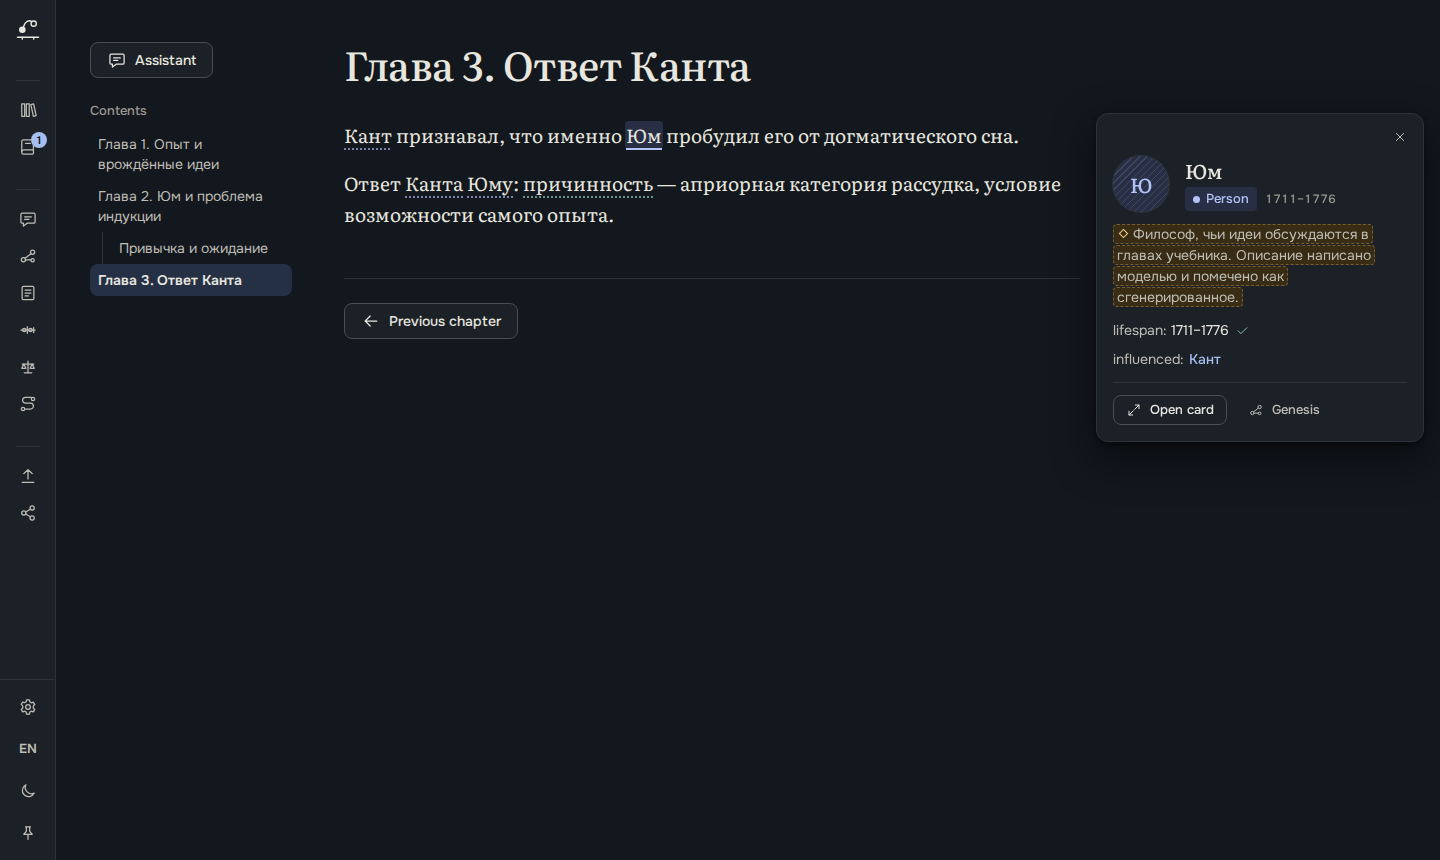 1
EN
Assistant
Contents
Глава 1. Опыт и
врождённые идеи
Глава 2. Юм и проблема
индукции
Привычка и ожидание
Глава 3. Ответ Канта
Глава 3. Ответ Канта
Кант признавал, что именно Юм пробудил его от догматического сна.
Ответ Канта Юму: причинность — априорная категория рассудка, условие
возможности самого опыта.
Previous chapter
Ю
Юм
Person 1711–1776
Философ, чьи идеи обсуждаются в
главах учебника. Описание написано
моделью и помечено как
сгенерированное.
lifespan: 1711–1776
influenced: Кант
Open card
Genesis